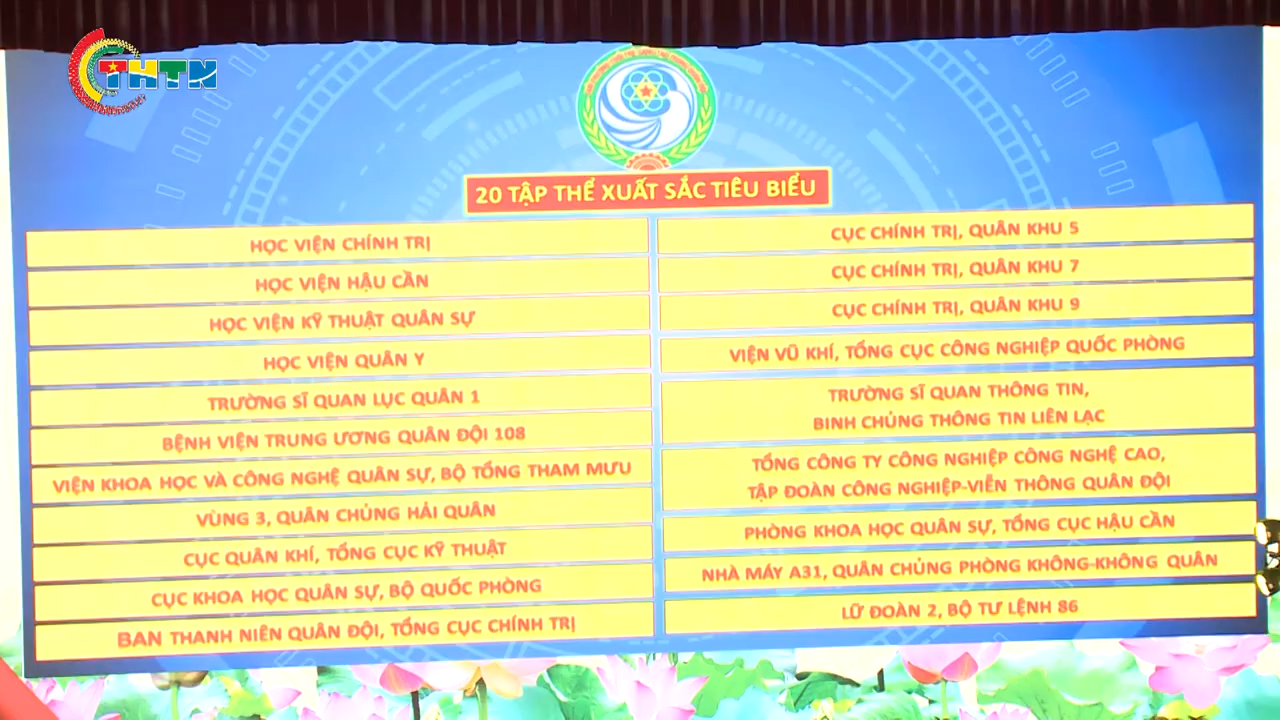 THTN
20 TẬP THỂ XUẤT SẮC TIÊU BIỂU
HỌC VIỆN CHÍNH TRỊ
HỌC VIỆN HẬU CẦN
HỌC VIỆN KỸ THUẬT QUÂN SỰ
HỌC VIỆN QUÂN Y
TRƯỜNG SĨ QUAN LỤC QUÂN 1
BỆNH VIỆN TRUNG ƯƠNG QUÂN ĐỘI 108
VIỆN KHOA HỌC VÀ CÔNG NGHỆ QUÂN SỰ, BỘ TỔNG THAM MƯU
VÙNG 3, QUÂN CHỦNG HẢI QUÂN
CỤC QUÂN KHÍ, TỔNG CỤC KỸ THUẬT
CỤC KHOA HỌC QUÂN SỰ, BỘ QUỐC PHÒNG
BAN THANH NIÊN QUÂN ĐỘI, TỔNG CỤC CHÍNH TRỊ
CỤC CHÍNH TRỊ, QUÂN KHU 5
CỤC CHÍNH TRỊ, QUÂN KHU 7
CỤC CHÍNH TRỊ, QUÂN KHU 9
VIỆN VŨ KHÍ, TỔNG CỤC CÔNG NGHIỆP QUỐC PHÒNG
TRƯỜNG SĨ QUAN THÔNG TIN,
BINH CHỦNG THÔNG TIN LIÊN LẠC
TỔNG CÔNG TY CÔNG NGHIỆP CÔNG NGHỆ CAO,
TẬP ĐOÀN CÔNG NGHIỆP-VIỄN THÔNG QUÂN ĐỘI
PHÒNG KHOA HỌC QUÂN SỰ, TỔNG CỤC HẬU CẦN
NHÀ MÁY A31, QUÂN CHỦNG PHÒNG KHÔNG-KHÔNG QUÂN
LỮ ĐOÀN 2, BỘ TƯ LỆNH 86